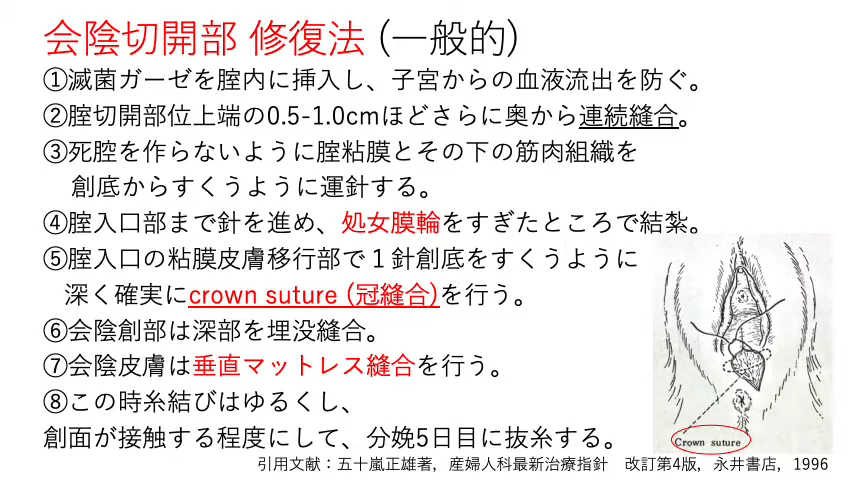 会陰切開部 修復法 (一般的)
①滅菌ガーゼを腟内に挿入し、子宮からの血液流出を防ぐ。
②腟切開部位上端の0.5-1.0cmほどさらに奥から連続縫合。
③死腔を作らないように腟粘膜とその下の筋肉組織を
創底からすくうように運針する。
④腟入口部まで針を進め、処女膜輪をすぎたところで結紮。
⑤腟入口の粘膜皮膚移行部で１針創底をすくうように
深く確実にcrown suture (冠縫合)を行う。
⑥会陰創部は深部を埋没縫合。
⑦会陰皮膚は垂直マットレス縫合を行う。
⑧この時糸結びはゆるくし、
創面が接触する程度にして、分娩5日目に抜糸する。
Crown suture
引用文献：五十嵐正雄著，産婦人科最新治療指針　改訂第4版，永井書店，1996